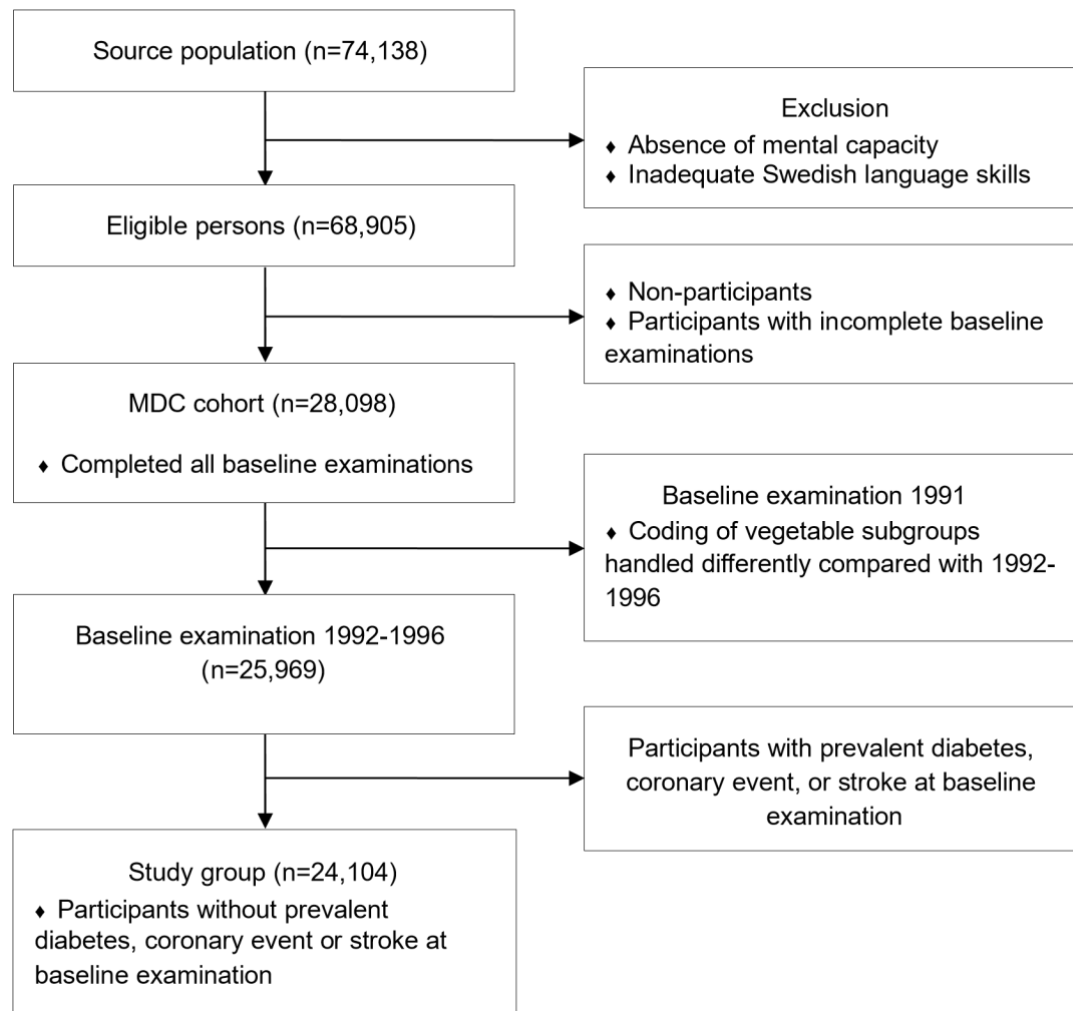 Source population (n=74,138)
Exclusion
♦ Absence of mental capacity
♦ Inadequate Swedish language skills
Eligible persons (n=68,905)
♦ Non-participants
♦ Participants with incomplete baseline
examinations
MDC cohort (n=28,098)
♦ Completed all baseline examinations
Baseline examination 1991
♦ Coding of vegetable subgroups
handled differently compared with 1992-
1996
Baseline examination 1992-1996
(n=25,969)
Participants with prevalent diabetes,
coronary event, or stroke at baseline
examination
Study group (n=24,104)
♦ Participants without prevalent
diabetes, coronary event or stroke at
baseline examination